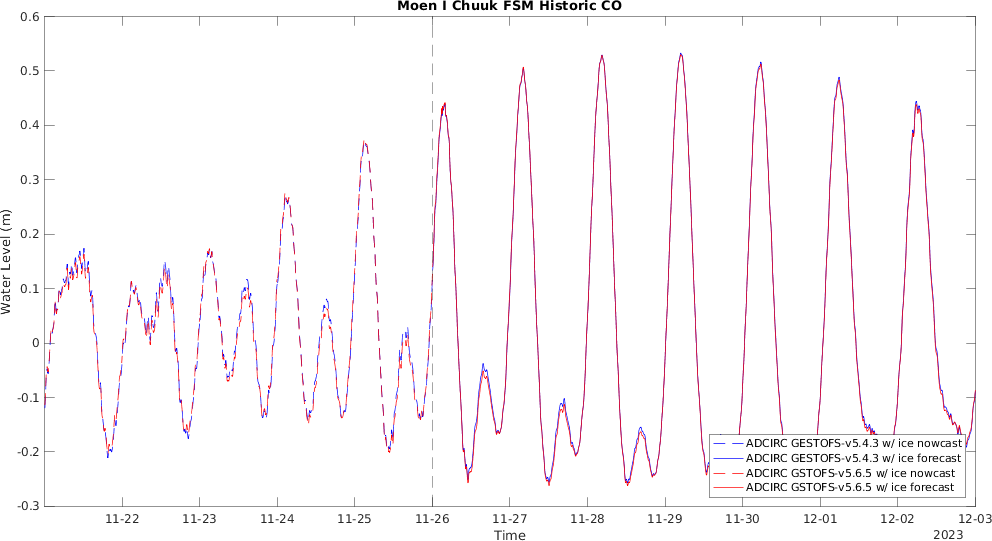 Moen I Chuuk FSM Historic CO
Water Level (m)
0.6
0.5
0.4
0.3
0.2
0.1
0
-0.1
-0.2
-0.3
ADCIRC GESTOFS-v5.4.3 w/ ice nowcast
ADCIRC GESTOFS-v5.4.3 w/ ice forecast
ADCIRC GSTOFS-v5.6.5 w/ ice nowcast
ADCIRC GSTOFS-v5.6.5 w/ ice forecast
11-22 11-23 11-24 11-25 11-26 11-27 11-28 11-29 11-30 12-01 12-02 12-03
Time
2023